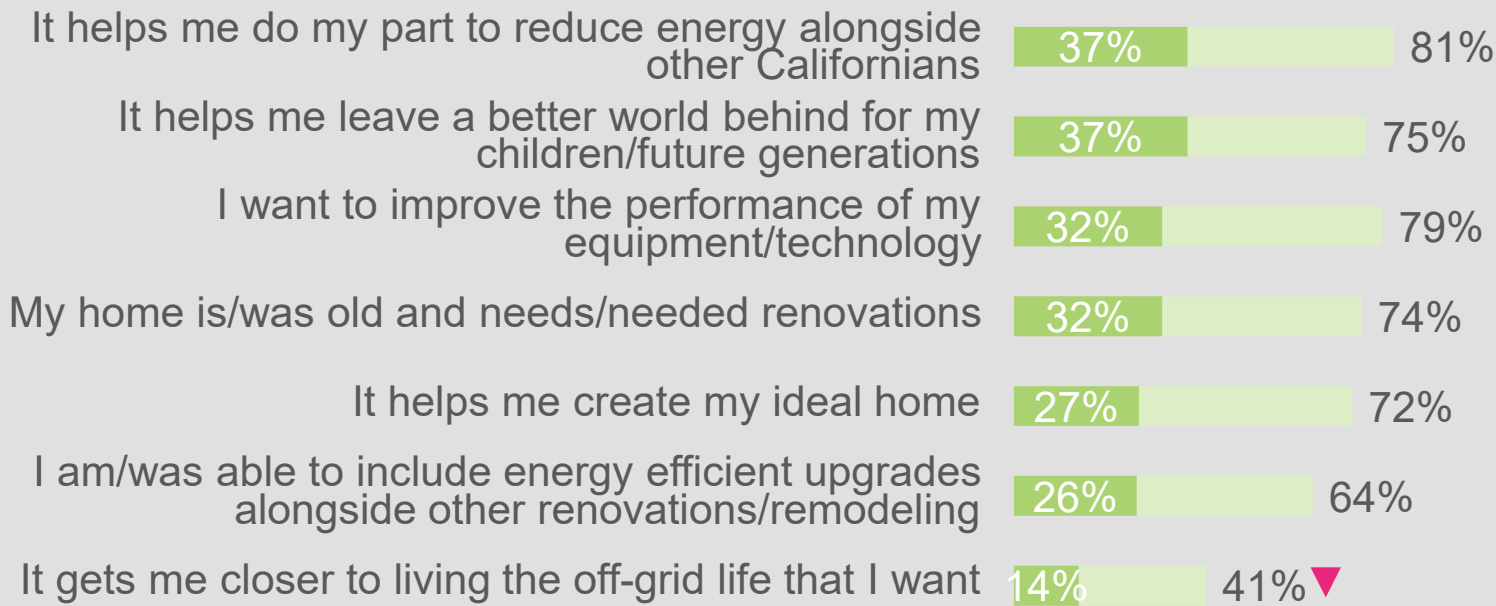 It helps me do my part to reduce energy alongside
other Californians
37%
81%
It helps me leave a better world behind for my
children/future generations
37%
75%
I want to improve the performance of my
equipment/technology
32%
79%
My home is/was old and needs/needed renovations
32%
74%
It helps me create my ideal home
27%
72%
I am/was able to include energy efficient upgrades
alongside other renovations/remodeling
26%
64%
It gets me closer to living the off-grid life that I want
14%
41%